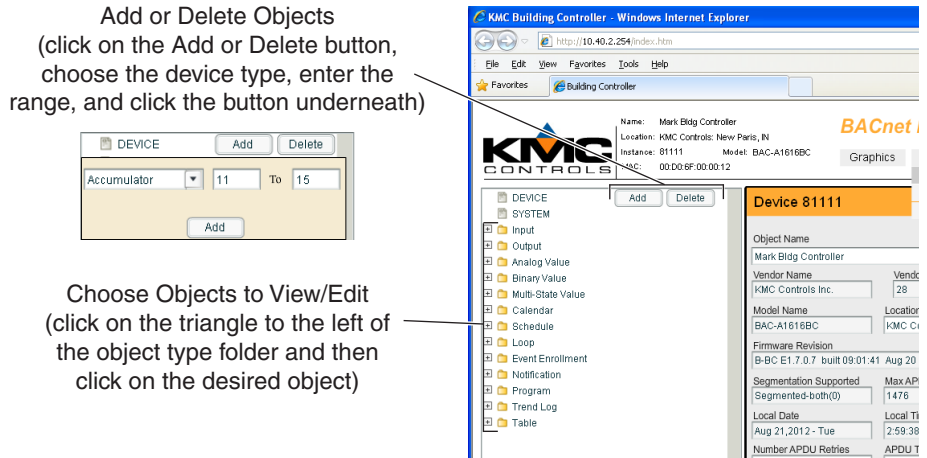 Add or Delete Objects
(click on the Add or Delete button,
choose the device type, enter the
range, and click the button underneath)
DEVICE Add Delete
Accumulator 11 To 15
Add
Choose Objects to View/Edit
(click on the triangle to the left of
the object type folder and then
click on the desired object)
KMC Building Controller - Windows Internet Explorer
http://10.40.2.254/index.htm
File Edit View Favorites Tools Help
Favorites Building Controller
KMC
CONTROLS
Name: Mark Bldg Controller
Location: KMC Controls: New Paris, IN
Instance: 81111 Model: BAC-A1616BC
MAC: 00:D0:6F:00:00:12
BACnet
Graphics
DEVICE Add Delete
SYSTEM
Input
Output
Analog Value
Binary Value
Multi-State Value
Calendar
Schedule
Loop
Event Enrollment
Notification
Program
Trend Log
Table
Device 81111
Object Name
Mark Bldg Controller
Vendor Name Vendo
KMC Controls Inc. 28
Model Name Location
BAC-A1616BC KMC Co
Firmware Revision
B-BC E1.7.0.7 built 09:01:41 Aug 20
Segmentation Supported Max AP
Segmented-both(0) 1476
Local Date Local Ti
Aug 21,2012 - Tue 2:59:38
Number APDU Retries APDU T